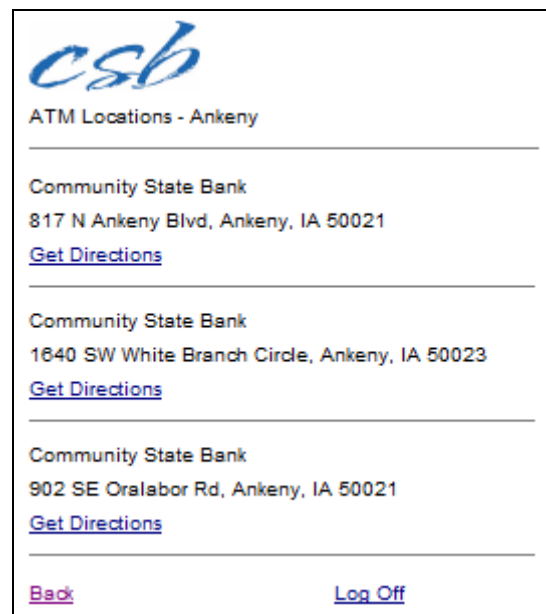 csb
ATM Locations - Ankeny
Community State Bank
817 N Ankeny Blvd, Ankeny, IA 50021
Get Directions
Community State Bank
1640 SW White Branch Circle, Ankeny, IA 50023
Get Directions
Community State Bank
902 SE Oralabor Rd, Ankeny, IA 50021
Get Directions
Back Log Off